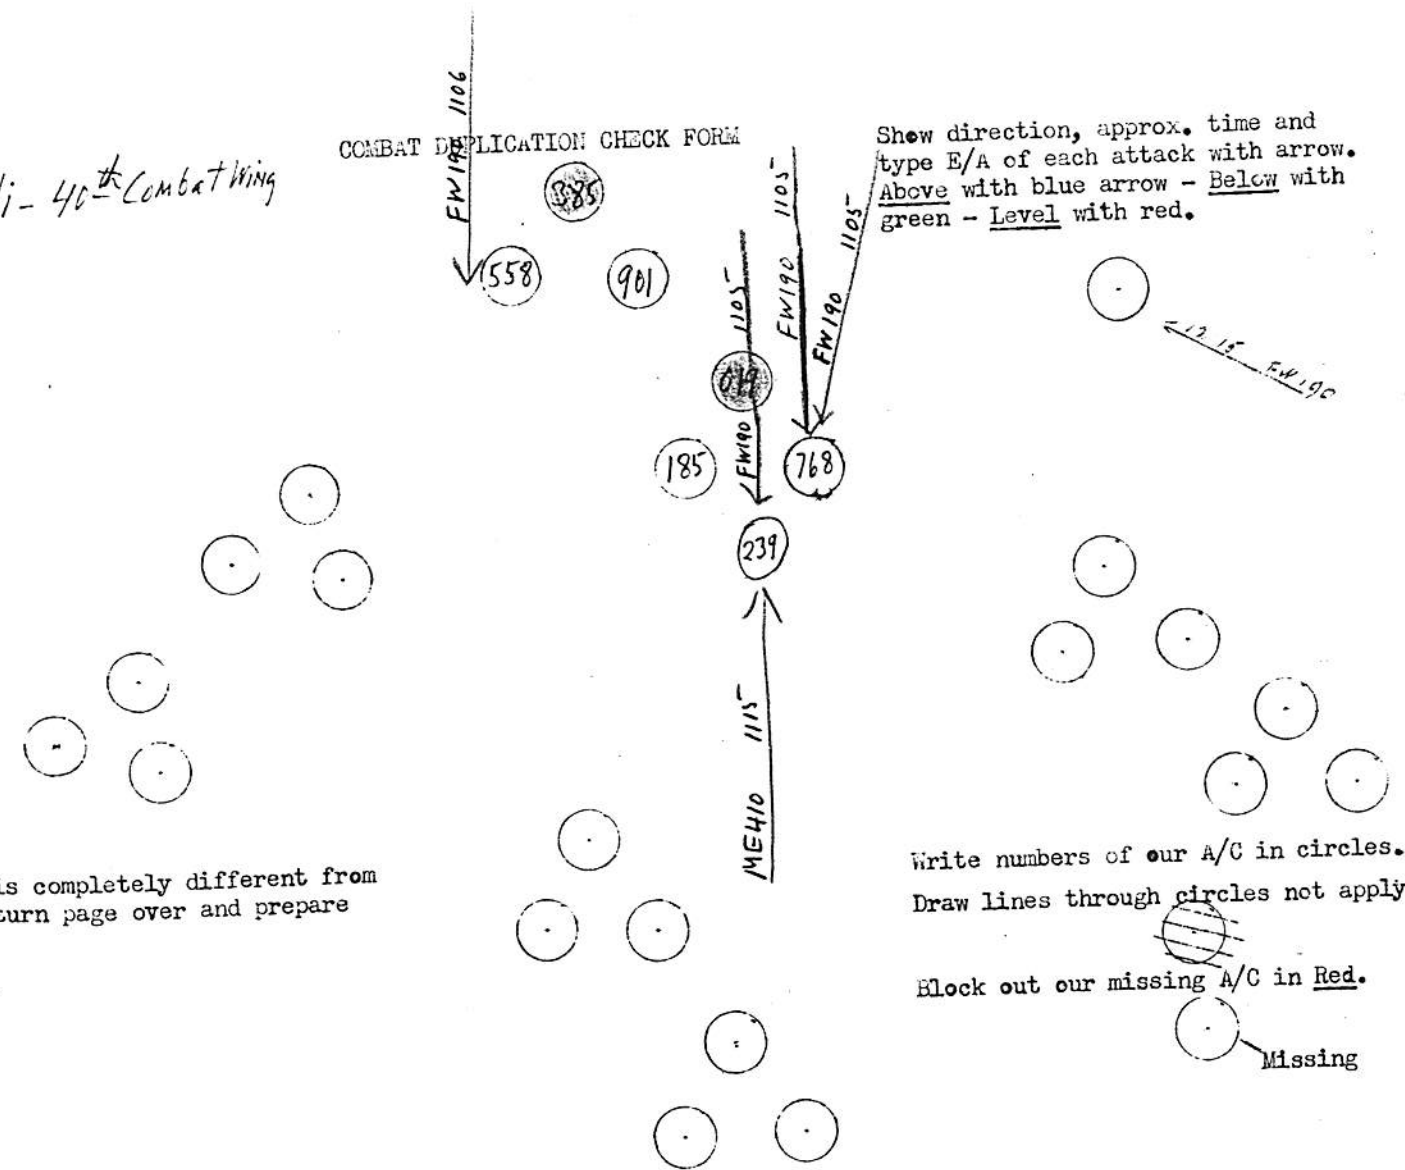 FW190 1106
COMBAT DUPLICATION CHECK FORM
40th Combat Wing
Show direction, approx. time and
type E/A of each attack with arrow.
Above with blue arrow - Below with
green - Level with red.
385
558
901
FW190 1105
FW190 1105
FW190 1105
12 15 FW190
019
185
768
239
ME410 1115
is completely different from
turn page over and prepare
Write numbers of our A/C in circles.
Draw lines through circles not apply
Block out our missing A/C in Red.
Missing